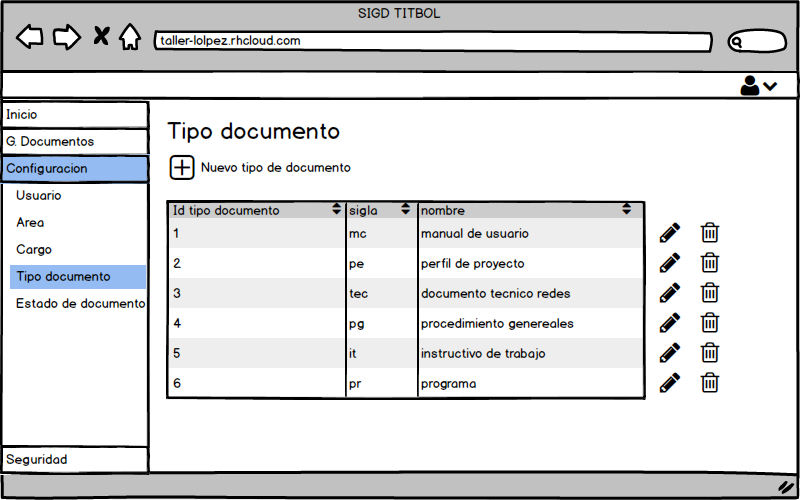 SIGD TITBOL
taller-lolpez.rhcloud.com
Inicio
G. Documentos
Configuracion
Usuario
Area
Cargo
Tipo documento
Estado de documento
Seguridad
Tipo documento
Nuevo tipo de documento
Id tipo documento sigla nombre
1 mc manual de usuario
2 pe perfil de proyecto
3 tec documento tecnico redes
4 pg procedimiento genereales
5 it instructivo de trabajo
6 pr programa